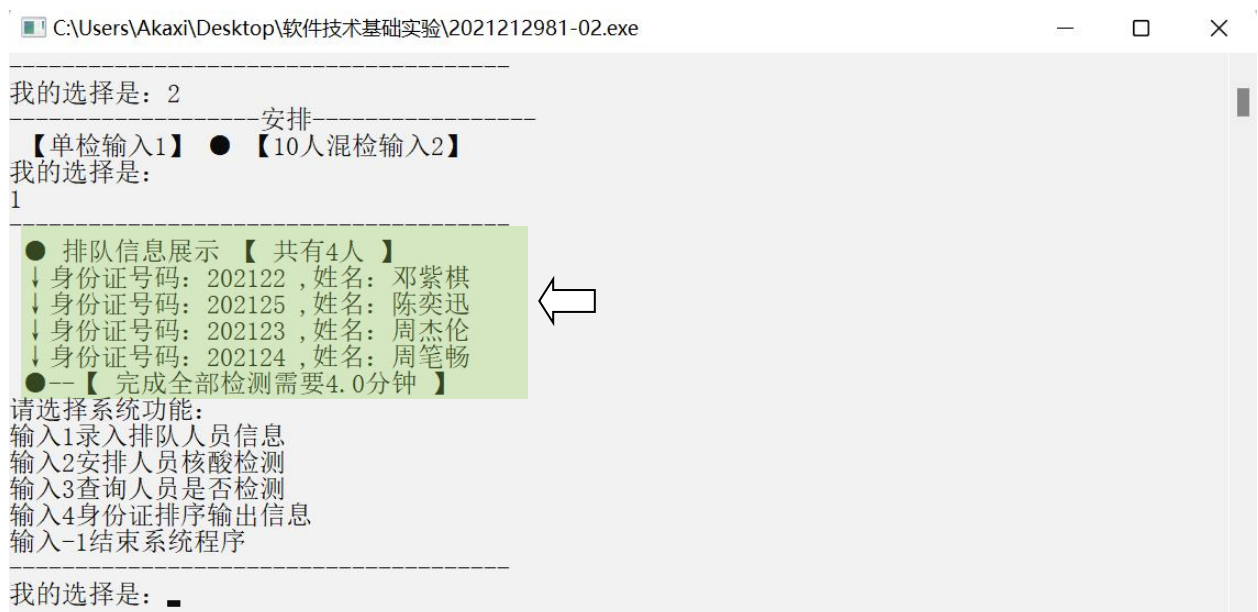 C:\Users\Akaxi\Desktop\软件技术基础实验\2021212981-02.exe
--------------------------------------
我的选择是：2
-------------------安排-----------------
【单检输入1】 ● 【10人混检输入2】
我的选择是：
1
--------------------------------------
● 排队信息展示 【 共有4人 】
↓身份证号码：202122 ,姓名：邓紫棋
↓身份证号码：202125 ,姓名：陈奕迅
↓身份证号码：202123 ,姓名：周杰伦
↓身份证号码：202124 ,姓名：周笔畅
●--【 完成全部检测需要4.0分钟 】
请选择系统功能：
输入1录入排队人员信息
输入2安排人员核酸检测
输入3查询人员是否检测
输入4身份证排序输出信息
输入-1结束系统程序
--------------------------------------
我的选择是：